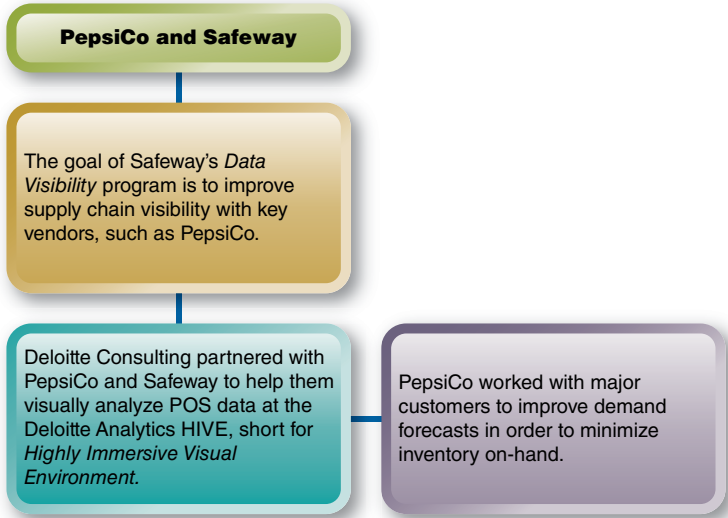 PepsiCo and Safeway
The goal of Safeway's Data
Visibility program is to improve
supply chain visibility with key
vendors, such as PepsiCo.
Deloitte Consulting partnered with
PepsiCo and Safeway to help them
visually analyze POS data at the
Deloitte Analytics HIVE, short for
Highly Immersive Visual
Environment.
PepsiCo worked with major
customers to improve demand
forecasts in order to minimize
inventory on-hand.